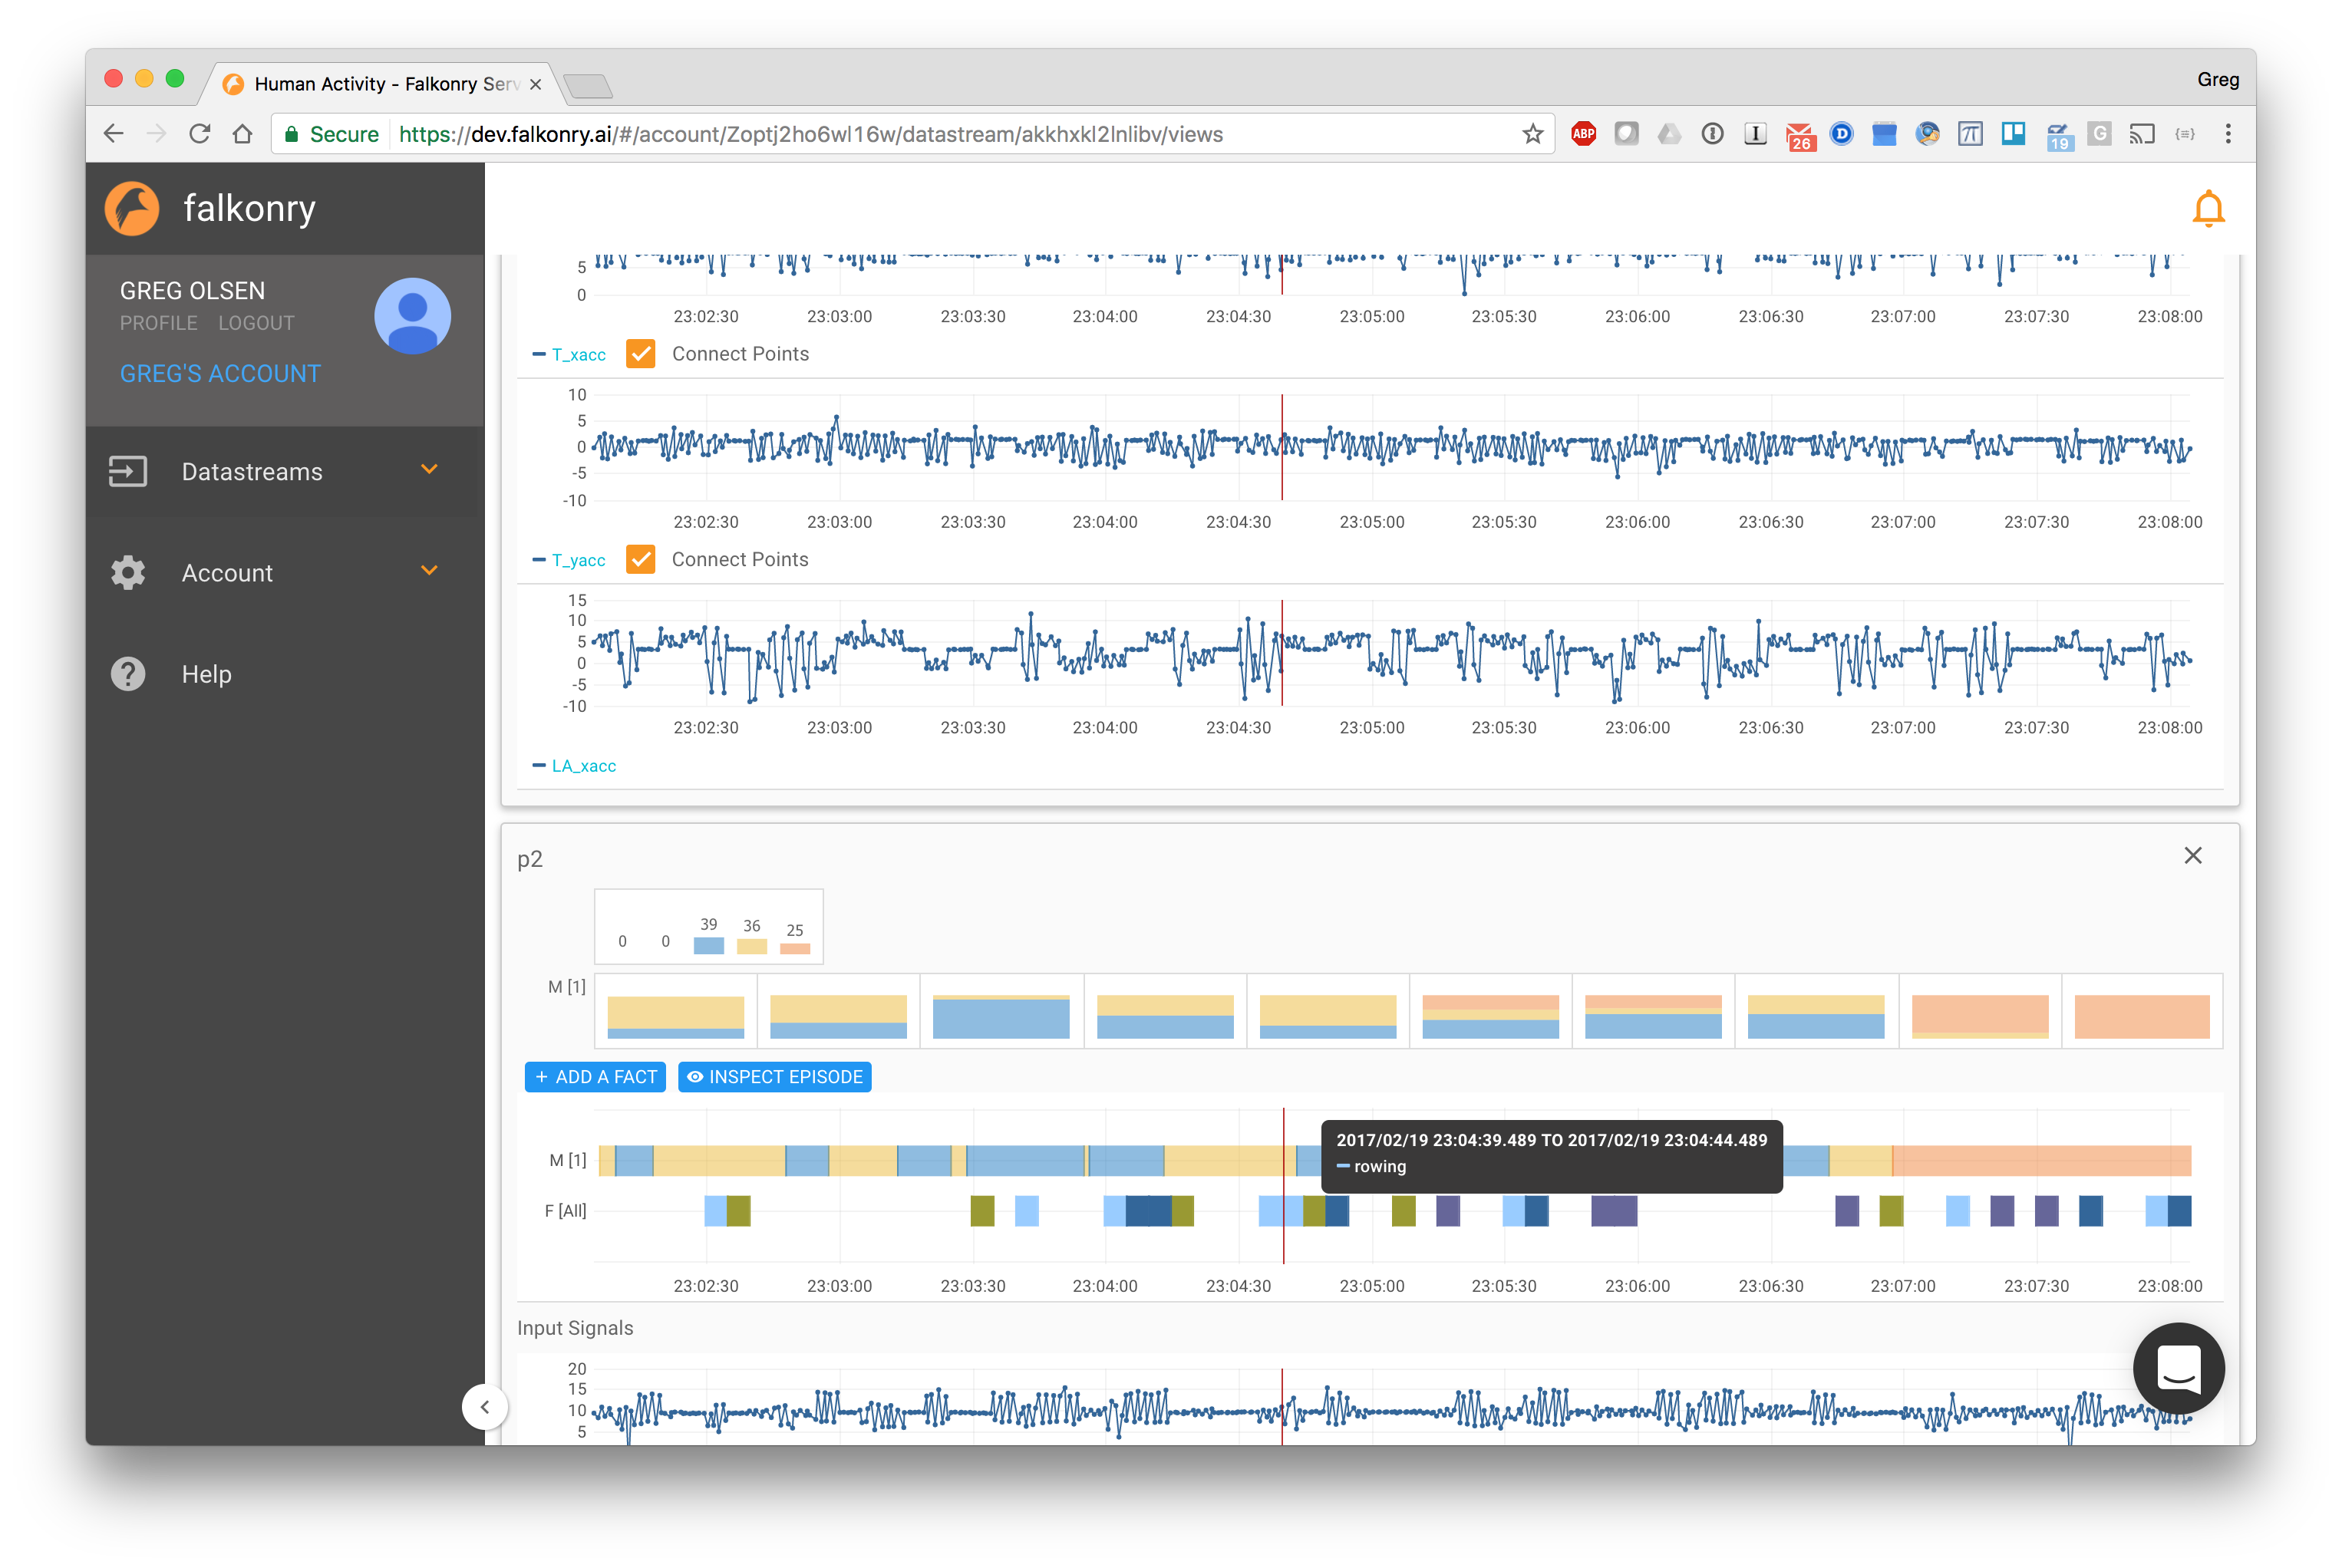 Human Activity - Falkonry Serv
Greg
Secure https://dev.falkonry.ai/#/account/Zoptj2ho6wl16w/datastream/akkhxkl2lnlibv/views
ABP
I
26
D
π
19
G
falkonry
GREG OLSEN
PROFILE LOGOUT
GREG'S ACCOUNT
Datastreams
Account
? Help
5
0
23:02:30 23:03:00 23:03:30 23:04:00 23:04:30 23:05:00 23:05:30 23:06:00 23:06:30 23:07:00 23:07:30 23:08:00
T_xacc Connect Points
10
5
0
-5
-10
23:02:30 23:03:00 23:03:30 23:04:00 23:04:30 23:05:00 23:05:30 23:06:00 23:06:30 23:07:00 23:07:30 23:08:00
T_yacc Connect Points
15
10
5
0
-5
-10
23:02:30 23:03:00 23:03:30 23:04:00 23:04:30 23:05:00 23:05:30 23:06:00 23:06:30 23:07:00 23:07:30 23:08:00
LA_xacc
p2
0 0 39 36 25
M [1]
+ ADD A FACT INSPECT EPISODE
2017/02/19 23:04:39.489 TO 2017/02/19 23:04:44.489
rowing
M [1]
F [All]
23:02:30 23:03:00 23:03:30 23:04:00 23:04:30 23:05:00 23:05:30 23:06:00 23:06:30 23:07:00 23:07:30 23:08:00
Input Signals
20
15
10
5